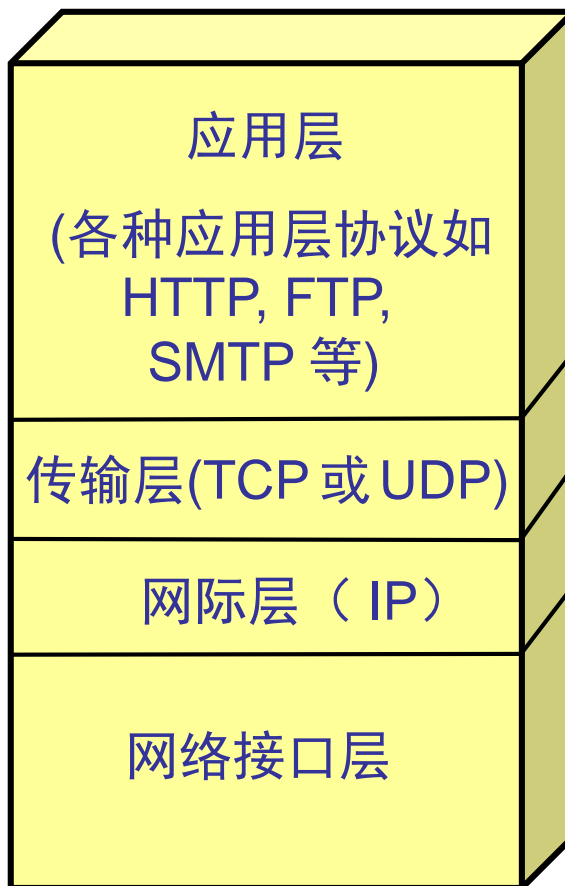 应用层
(各种应用层协议如
HTTP, FTP,
SMTP 等)
传输层(TCP 或 UDP)
网际层（ IP）
网络接口层